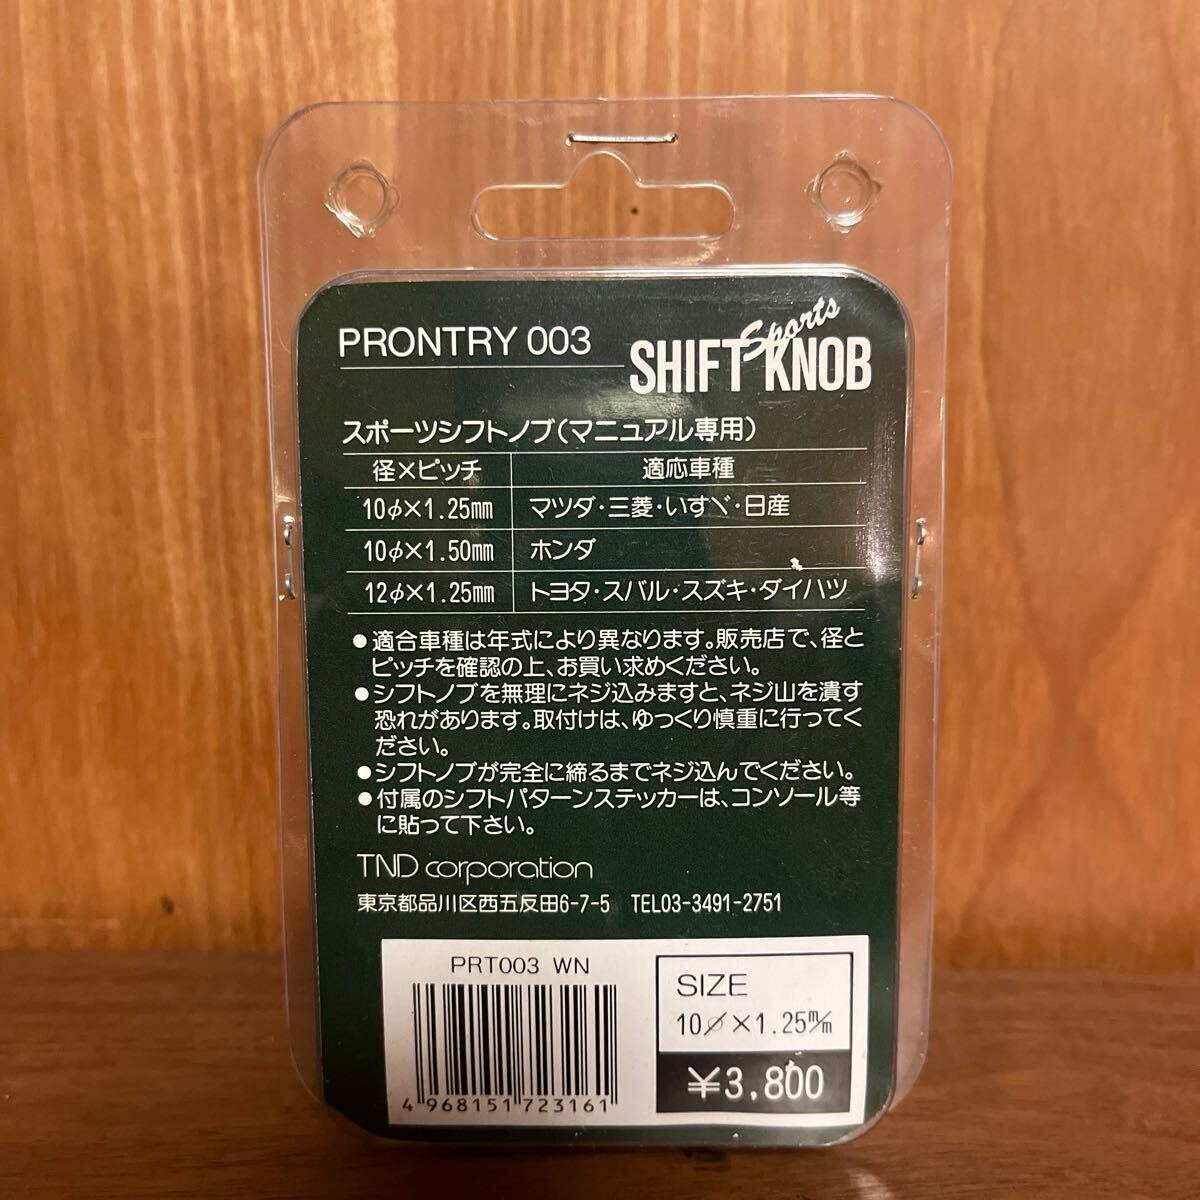 PRONTRY 003
Sports
SHIFT KNOB
スポーツシフトノブ(マニュアル専用)
径×ピッチ 適応車種
10φ×1.25mm マツダ・三菱・いすゞ・日産
10φ×1.50mm ホンダ
12φ×1.25mm トヨタ・スバル・スズキ・ダイハツ
●適合車種は年式により異なります。販売店で、径と
ピッチを確認の上、お買い求めください。
●シフトノブを無理にネジ込みますと、ネジ山を潰す
恐れがあります。取付けは、ゆっくり慎重に行ってく
ださい。
●シフトノブが完全に締るまでネジ込んでください。
●付属のシフトパターンステッカーは、コンソール等
に貼って下さい。
TND corporation
東京都品川区西五反田6-7-5 TEL03-3491-2751
PRT003 WN
4 968151 723161
SIZE
10φ×1.25m/m
¥3,800